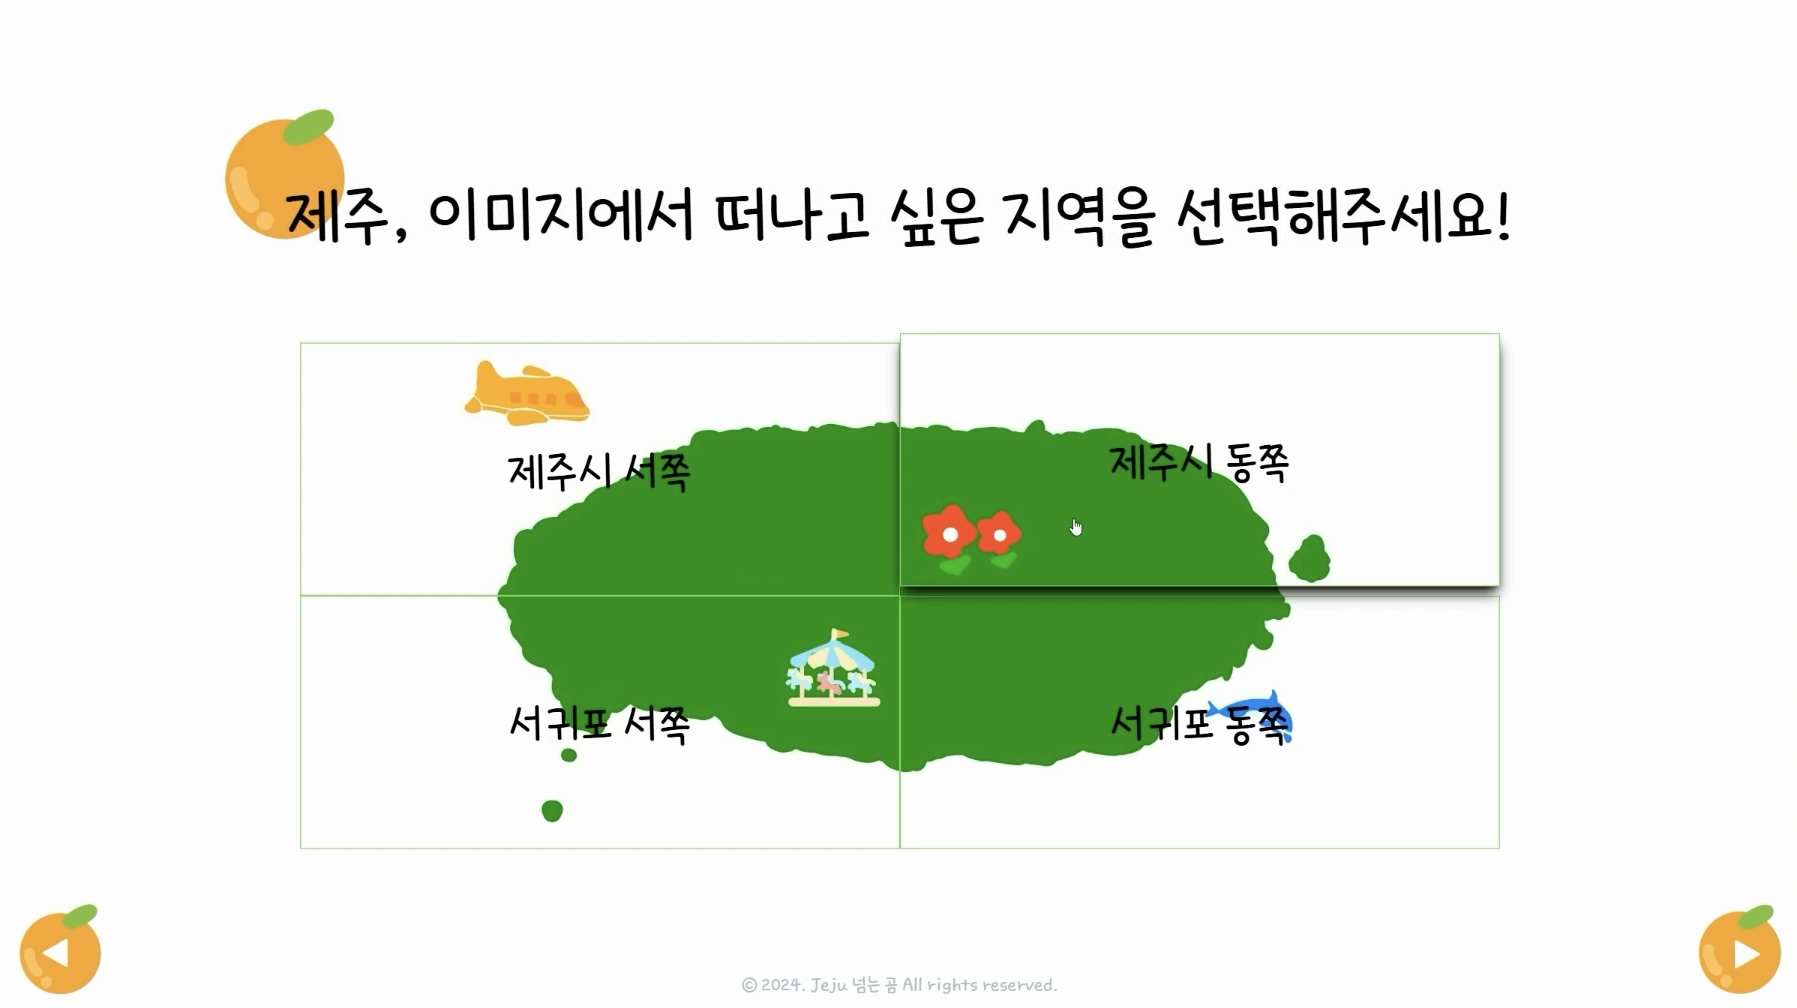 제주, 이미지에서 떠나고 싶은 지역을 선택해주세요!
제주시 서쪽
제주시 동쪽
서귀포 서쪽
서귀포 동쪽
© 2024. Jeju 넘는 곰 All rights reserved.